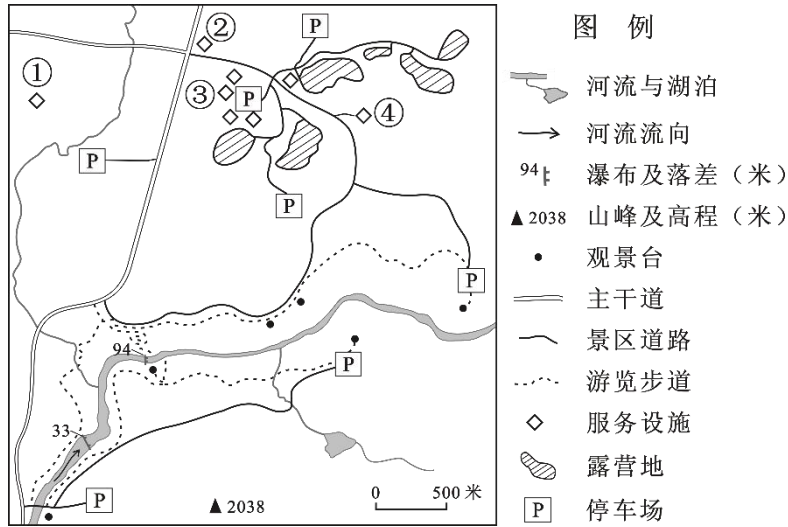 ②
P
①
③
P
④
P
P
P
94
P
33
P
▲2038
0 500 米
图 例
河流与湖泊
河流流向
94 瀑布及落差（米）
▲2038 山峰及高程（米）
观景台
主干道
景区道路
游览步道
服务设施
露营地
P 停车场